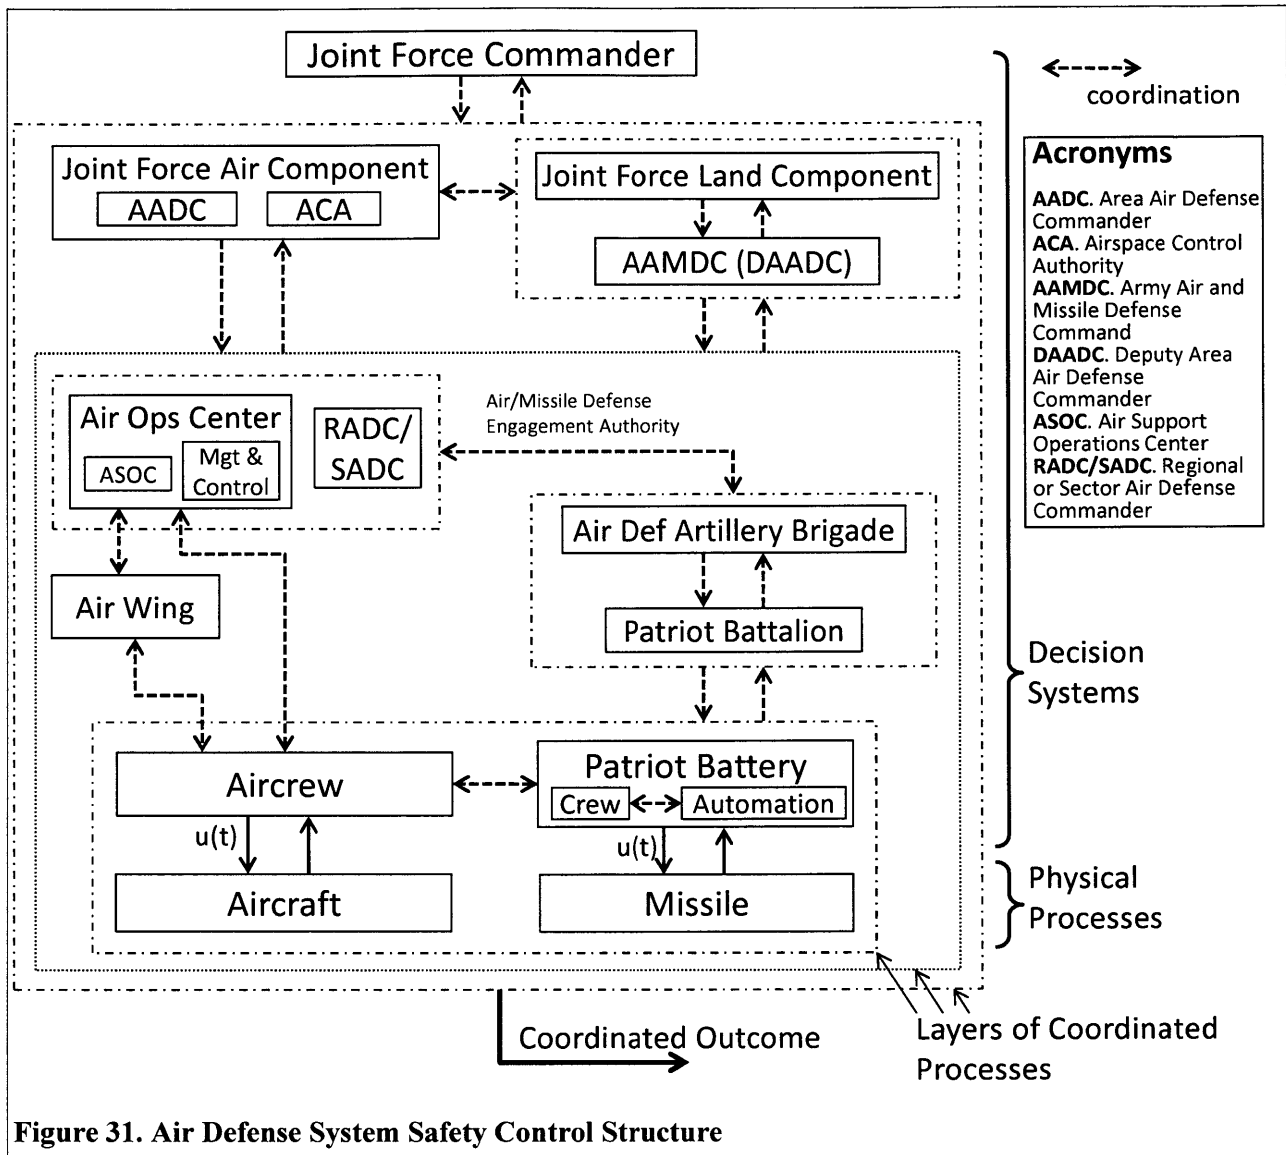 Joint Force Commander
coordination
Joint Force Air Component
AADC
ACA
Joint Force Land Component
AAMDC (DAADC)
Acronyms
AADC. Area Air Defense
Commander
ACA. Airspace Control
Authority
AAMDC. Army Air and
Missile Defense
Command
DAADC. Deputy Area
Air Defense
Commander
ASOC. Air Support
Operations Center
RADC/SADC. Regional
or Sector Air Defense
Commander
Air Ops Center
ASOC
Mgt &
Control
RADC/
SADC
Air/Missile Defense
Engagement Authority
Air Def Artillery Brigade
Patriot Battalion
Air Wing
Decision
Systems
Aircrew
Patriot Battery
Crew
Automation
u(t)
u(t)
Aircraft
Missile
Physical
Processes
Coordinated Outcome
Layers of Coordinated
Processes
Figure 31. Air Defense System Safety Control Structure